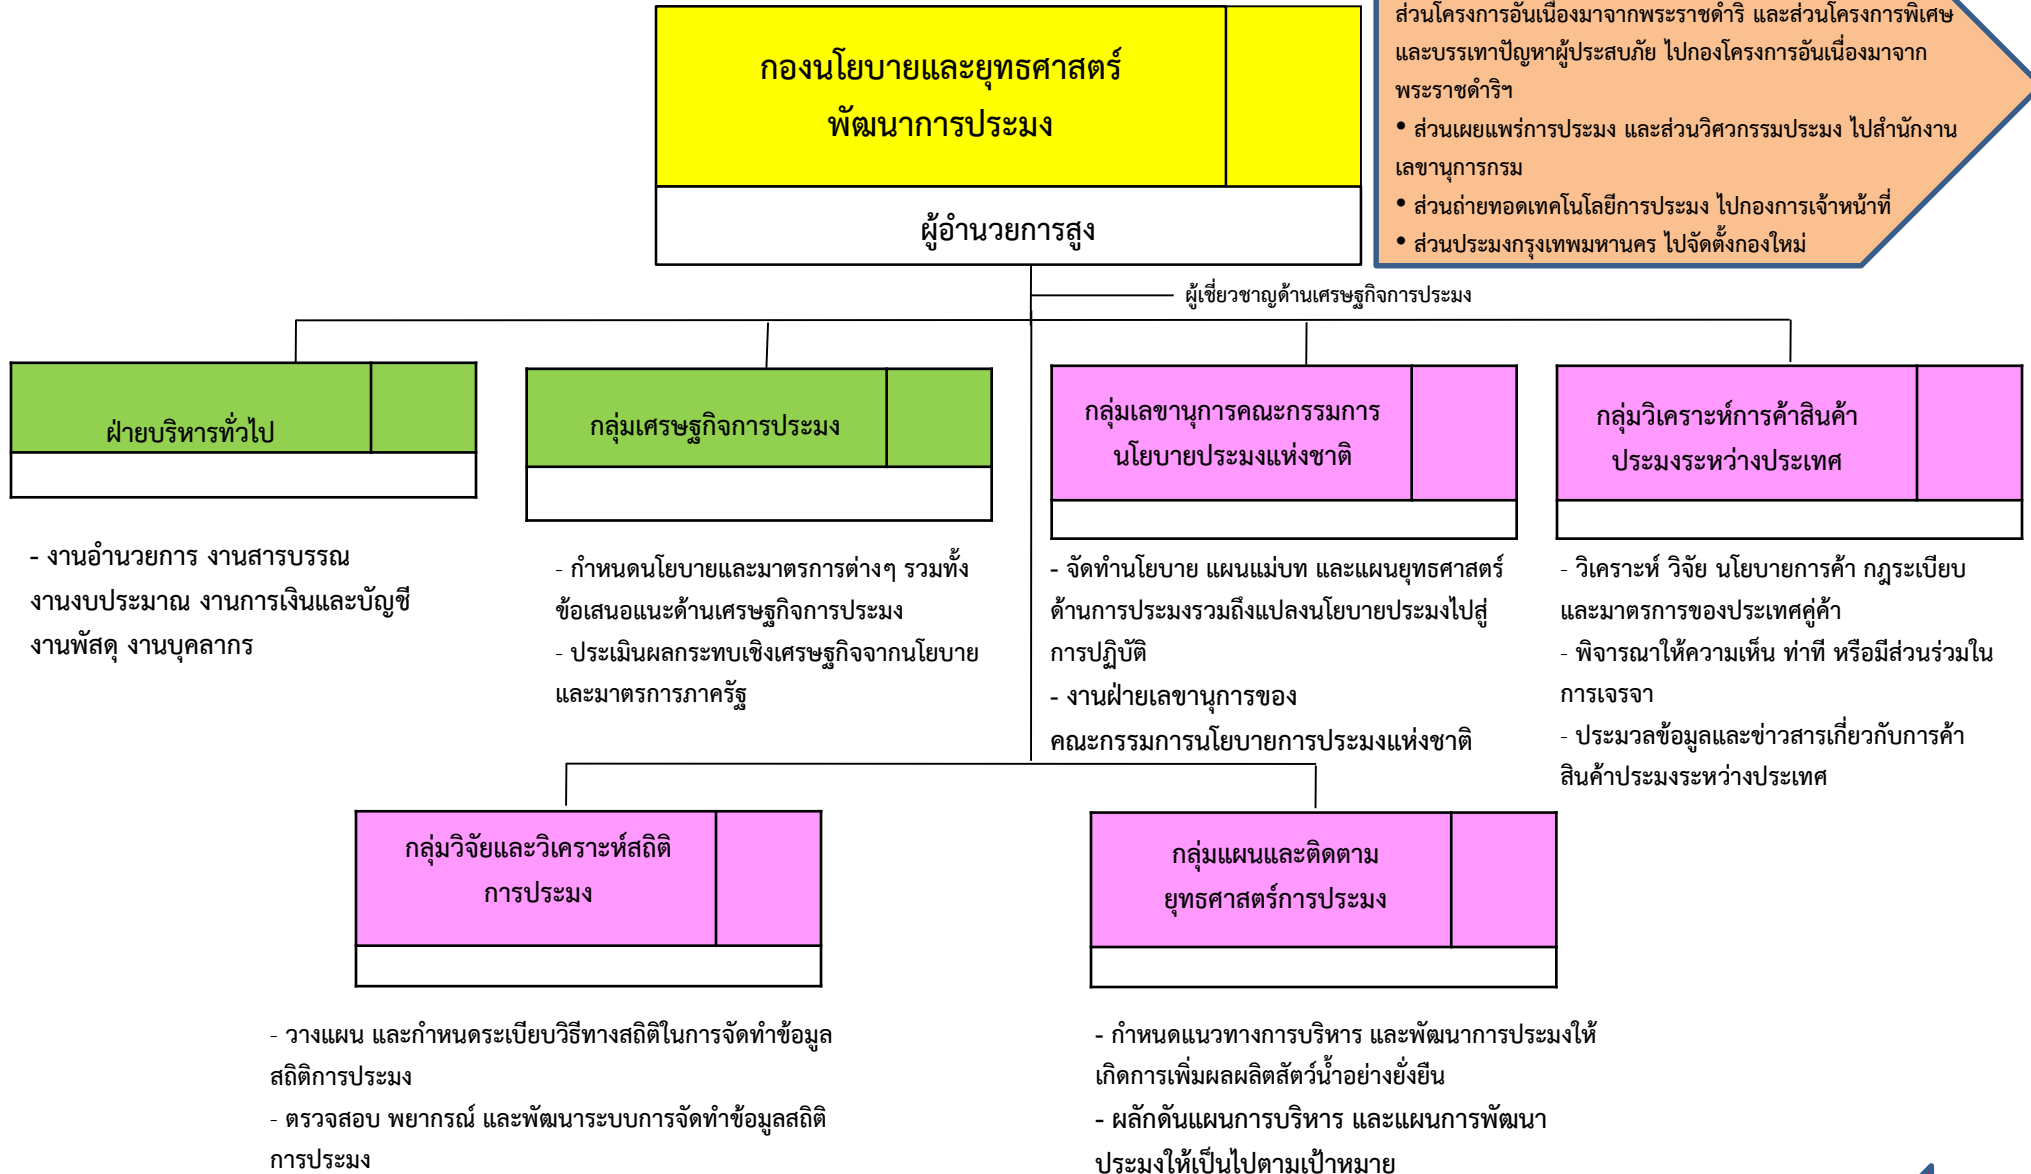 กองนโยบายและยุทธศาสตร์
พัฒนาการประมง
ผู้อำนวยการสูง
ส่วนโครงการอันเนื่องมาจากพระราชดำริ และส่วนโครงการพิเศษ
และบรรเทาปัญหาผู้ประสบภัย ไปกองโครงการอันเนื่องมาจาก
พระราชดำริฯ
• ส่วนเผยแพร่การประมง และส่วนวิศวกรรมประมง ไปสำนักงาน
เลขานุการกรม
• ส่วนถ่ายทอดเทคโนโลยีการประมง ไปกองการเจ้าหน้าที่
• ส่วนประมงกรุงเทพมหานคร ไปจัดตั้งกองใหม่
ผู้เชี่ยวชาญด้านเศรษฐกิจการประมง
ฝ่ายบริหารทั่วไป
- งานอำนวยการ งานสารบรรณ
งานงบประมาณ งานการเงินและบัญชี
งานพัสดุ งานบุคลากร
กลุ่มเศรษฐกิจการประมง
- กำหนดนโยบายและมาตรการต่างๆ รวมทั้ง
ข้อเสนอแนะด้านเศรษฐกิจการประมง
- ประเมินผลกระทบเชิงเศรษฐกิจจากนโยบาย
และมาตรการภาครัฐ
กลุ่มเลขานุการคณะกรรมการ
นโยบายประมงแห่งชาติ
- จัดทำนโยบาย แผนแม่บท และแผนยุทธศาสตร์
ด้านการประมงรวมถึงแปลงนโยบายประมงไปสู่
การปฏิบัติ
- งานฝ่ายเลขานุการของ
คณะกรรมการนโยบายการประมงแห่งชาติ
กลุ่มวิเคราะห์การค้าสินค้า
ประมงระหว่างประเทศ
- วิเคราะห์ วิจัย นโยบายการค้า กฎระเบียบ
และมาตรการของประเทศคู่ค้า
- พิจารณาให้ความเห็น ท่าที หรือมีส่วนร่วมใน
การเจรจา
- ประมวลข้อมูลและข่าวสารเกี่ยวกับการค้า
สินค้าประมงระหว่างประเทศ
กลุ่มวิจัยและวิเคราะห์สถิติ
การประมง
- วางแผน และกำหนดระเบียบวิธีทางสถิติในการจัดทำข้อมูล
สถิติการประมง
- ตรวจสอบ พยากรณ์ และพัฒนาระบบการจัดทำข้อมูลสถิติ
การประมง
กลุ่มแผนและติดตาม
ยุทธศาสตร์การประมง
- กำหนดแนวทางการบริหาร และพัฒนาการประมงให้
เกิดการเพิ่มผลผลิตสัตว์น้ำอย่างยั่งยืน
- ผลักดันแผนการบริหาร และแผนการพัฒนา
ประมงให้เป็นไปตามเป้าหมาย